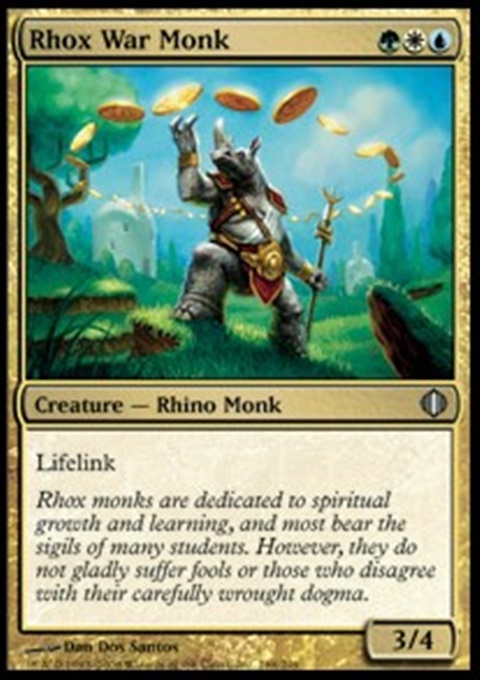 Rhox War Monk
Creature — Rhino Monk
Lifelink
Rhox monks are dedicated to spiritual
growth and learning, and most bear the
sigils of many students. However, they do
not gladly suffer fools or those who disagree
with their carefully wrought dogma.
Dan Dos Santos
3/4